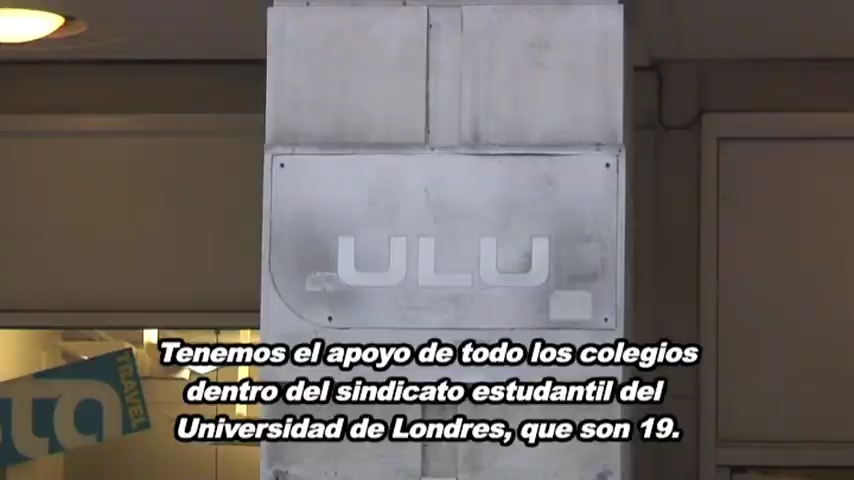 ULU
Tenemos el apoyo de todo los colegios
dentro del sindicato estudantil del
Universidad de Londres, que son 19.
ta
TRAVEL